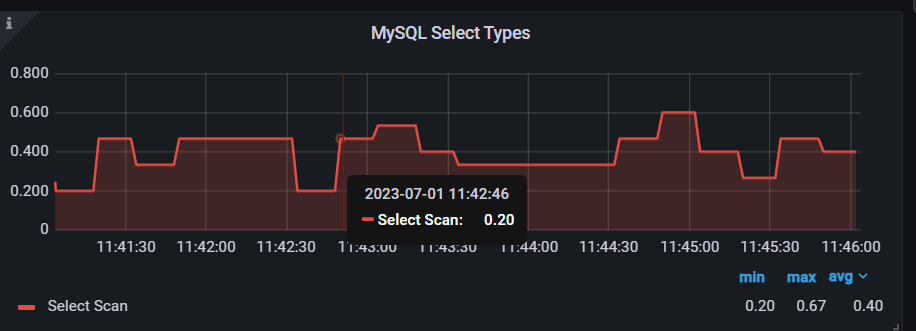 i
MySQL Select Types
0.800
0.600
0.400
0.200
0
2023-07-01 11:42:46
Select Scan: 0.20
11:41:30 11:42:00 11:42:30 11:43:00 11:43:30 11:44:00 11:44:30 11:45:00 11:45:30 11:46:00
min max avg
Select Scan 0.20 0.67 0.40